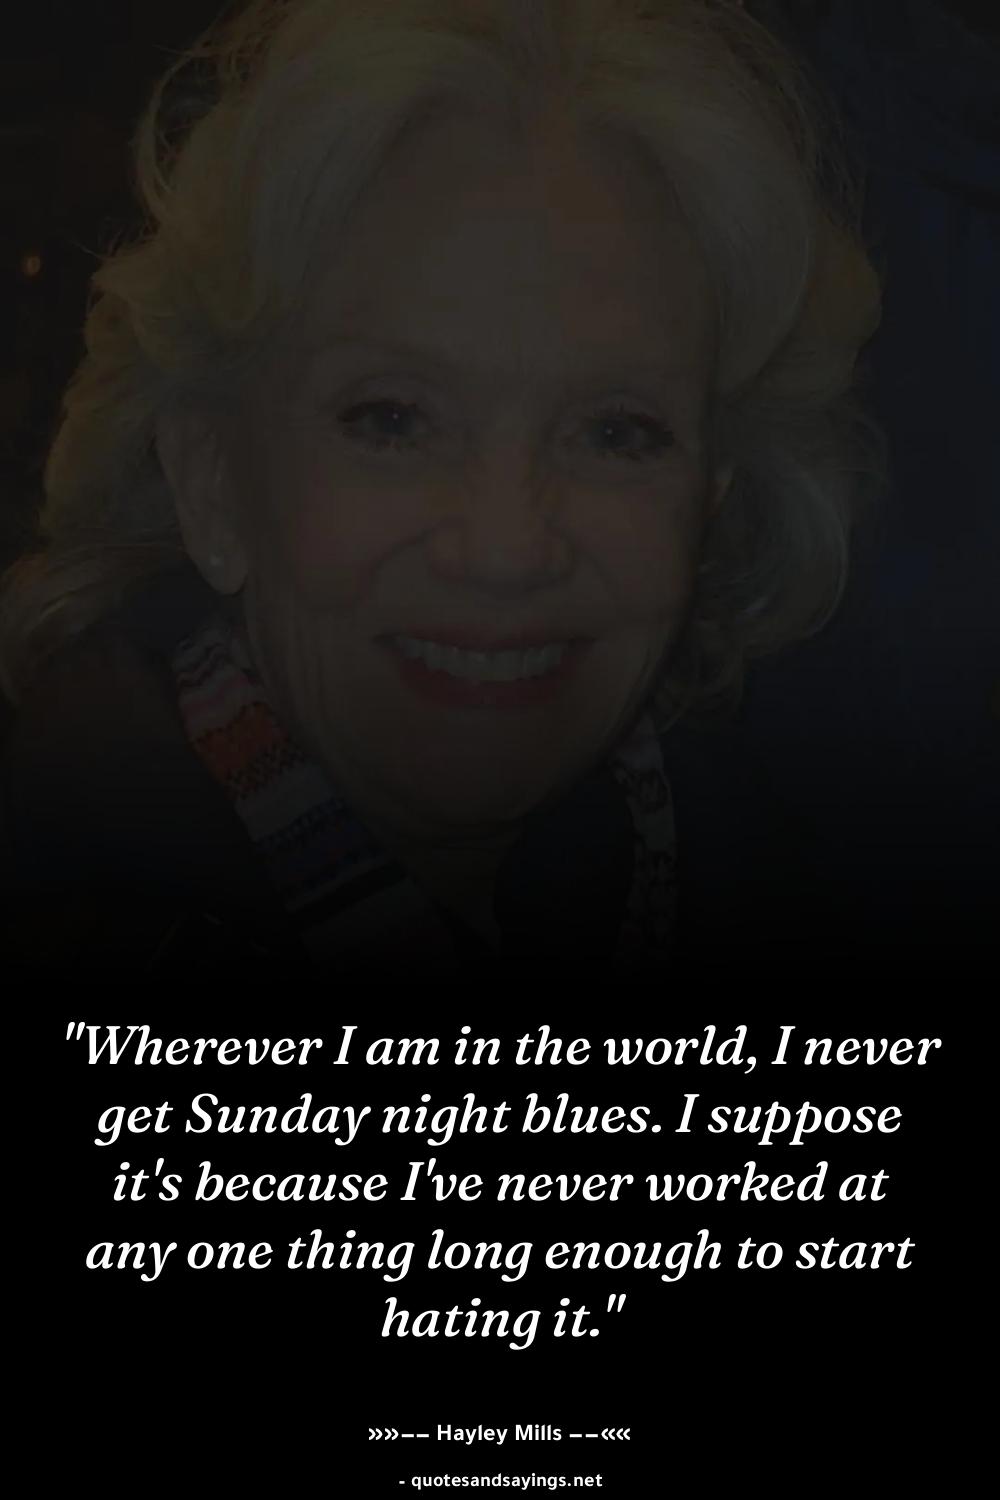 "Wherever I am in the world, I never
get Sunday night blues. I suppose
it's because I've never worked at
any one thing long enough to start
hating it."
»»–– Hayley Mills ––««
- quotesandsayings.net